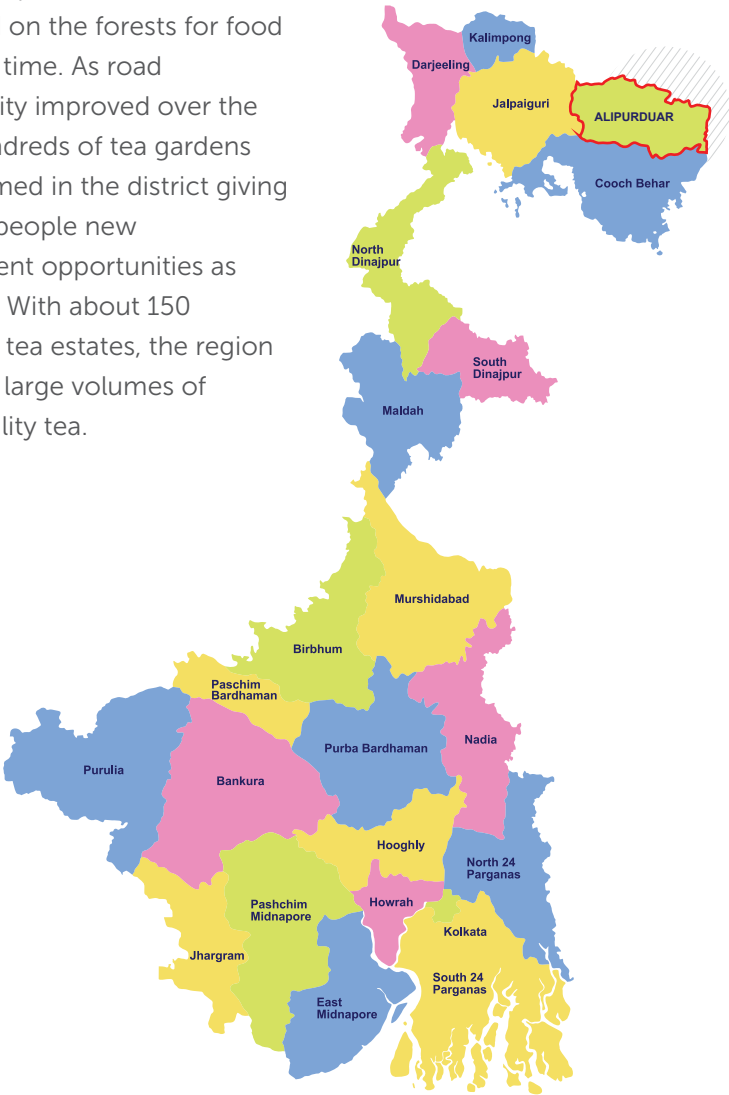 on the forests for food
time. As road
ity improved over the
ndreds of tea gardens
med in the district giving
people new
ent opportunities as
With about 150
tea estates, the region
large volumes of
lity tea.
Kalimpong
Darjeeling
Jalpaiguri
ALIPURDUAR
Cooch Behar
North
Dinajpur
South
Dinajpur
Maldah
Murshidabad
Birbhum
Paschim
Bardhaman
Purba Bardhaman
Nadia
Purulia
Bankura
Hooghly
North 24
Parganas
Howrah
Pashchim
Midnapore
Kolkata
Jhargram
South 24
Parganas
East
Midnapore